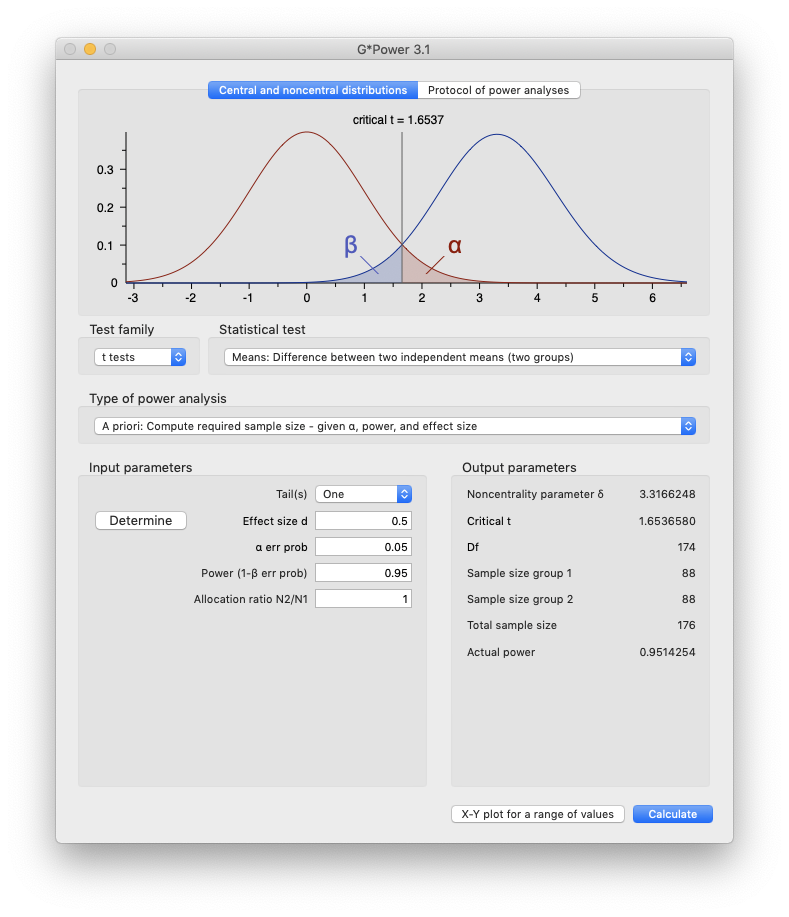 G*Power 3.1
Central and noncentral distributions Protocol of power analyses
critical t = 1.6537
0.3
0.2
β α
0.1
0
-3 -2 -1 0 1 2 3 4 5 6
Test family Statistical test
t tests Means: Difference between two independent means (two groups)
Type of power analysis
A priori: Compute required sample size - given α, power, and effect size
Input parameters Output parameters
Tail(s) One Noncentrality parameter δ 3.3166248
Determine Effect size d 0.5 Critical t 1.6536580
α err prob 0.05 Df 174
Power (1-β err prob) 0.95 Sample size group 1 88
Allocation ratio N2/N1 1 Sample size group 2 88
Total sample size 176
Actual power 0.9514254
X-Y plot for a range of values Calculate